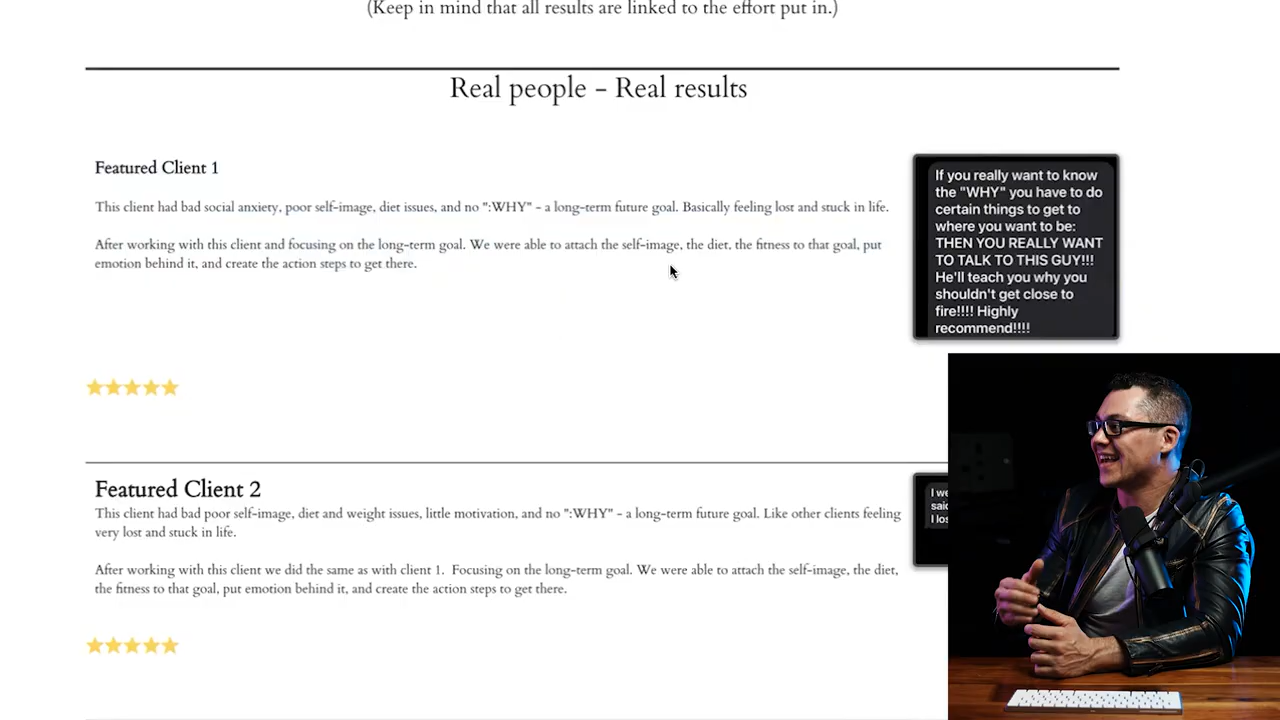 (Keep in mind that all results are linked to the effort put in.)
Real people - Real results
Featured Client 1
This client had bad social anxiety, poor self-image, diet issues, and no ":WHY" - a long-term future goal. Basically feeling lost and stuck in life.
After working with this client and focusing on the long-term goal. We were able to attach the self-image, the diet, the fitness to that goal, put
emotion behind it, and create the action steps to get there.
If you really want to know
the "WHY" you have to do
certain things to get to
where you want to be:
THEN YOU REALLY WANT
TO TALK TO THIS GUY!!!
He'll teach you why you
shouldn't get close to
fire!!!! Highly
recommend!!!!
Featured Client 2
This client had bad poor self-image, diet and weight issues, little motivation, and no ":WHY" - a long-term future goal. Like other clients feeling
very lost and stuck in life.
After working with this client we did the same as with client 1.  Focusing on the long-term goal. We were able to attach the self-image, the diet,
the fitness to that goal, put emotion behind it, and create the action steps to get there.
I we
said
I los